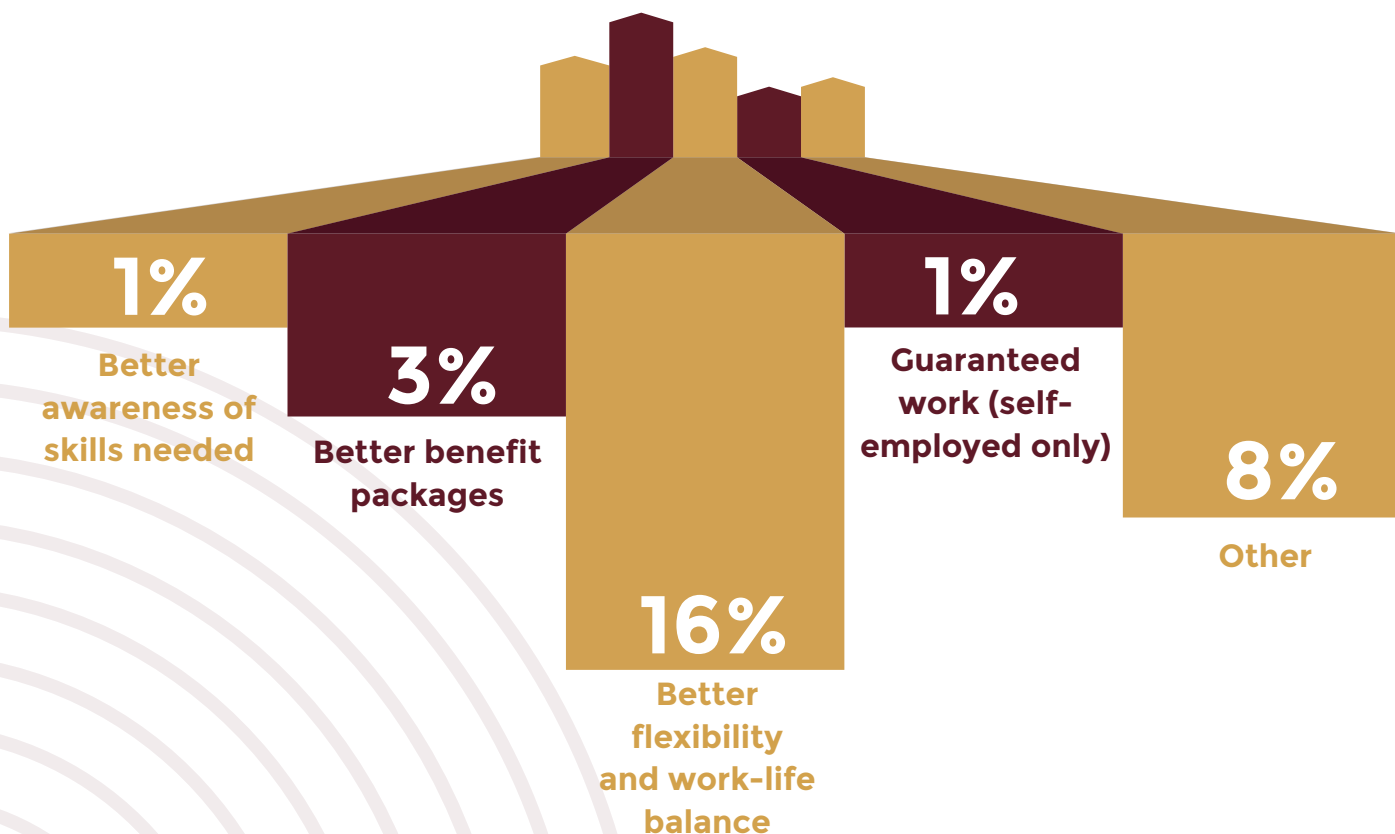 1%
Better
awareness of
skills needed
3%
Better benefit
packages
16%
Better
flexibility
and work-life
balance
1%
Guaranteed
work (self-
employed only)
8%
Other